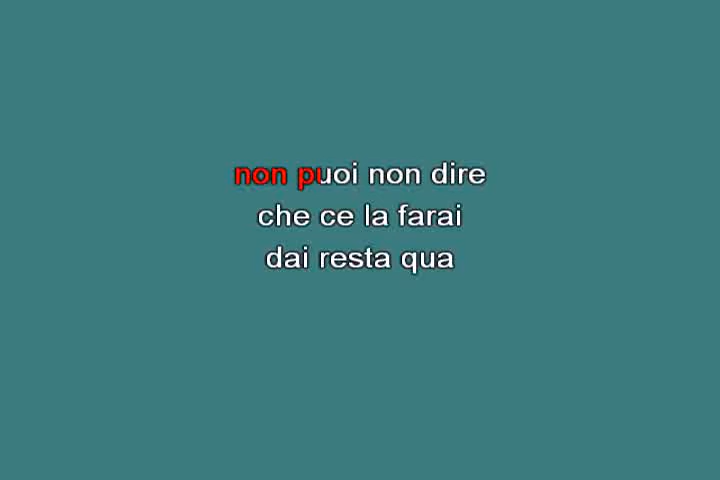 non puoi non dire
che ce la farai
dai resta qua